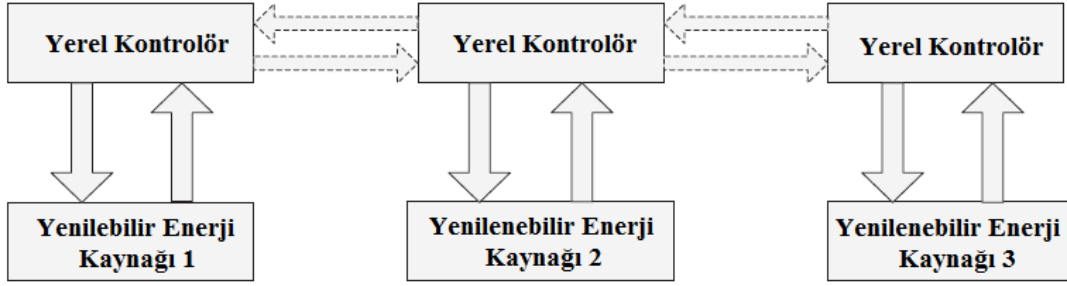 Yerel Kontrolör
Yerel Kontrolör
Yerel Kontrolör
Yenilebilir Enerji
Kaynağı 1
Yenilenebilir Enerji
Kaynağı 2
Yenilenebilir Enerji
Kaynağı 3